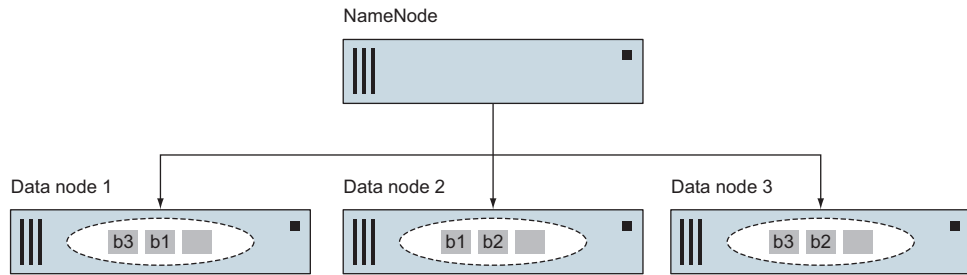 NameNode
Data node 1
Data node 2
Data node 3
b3 b1
b1 b2
b3 b2